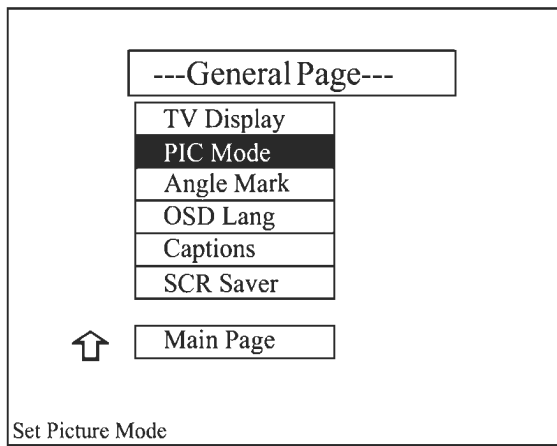 ---General Page---
TV Display
PIC Mode
Angle Mark
OSD Lang
Captions
SCR Saver
Main Page
Set Picture Mode